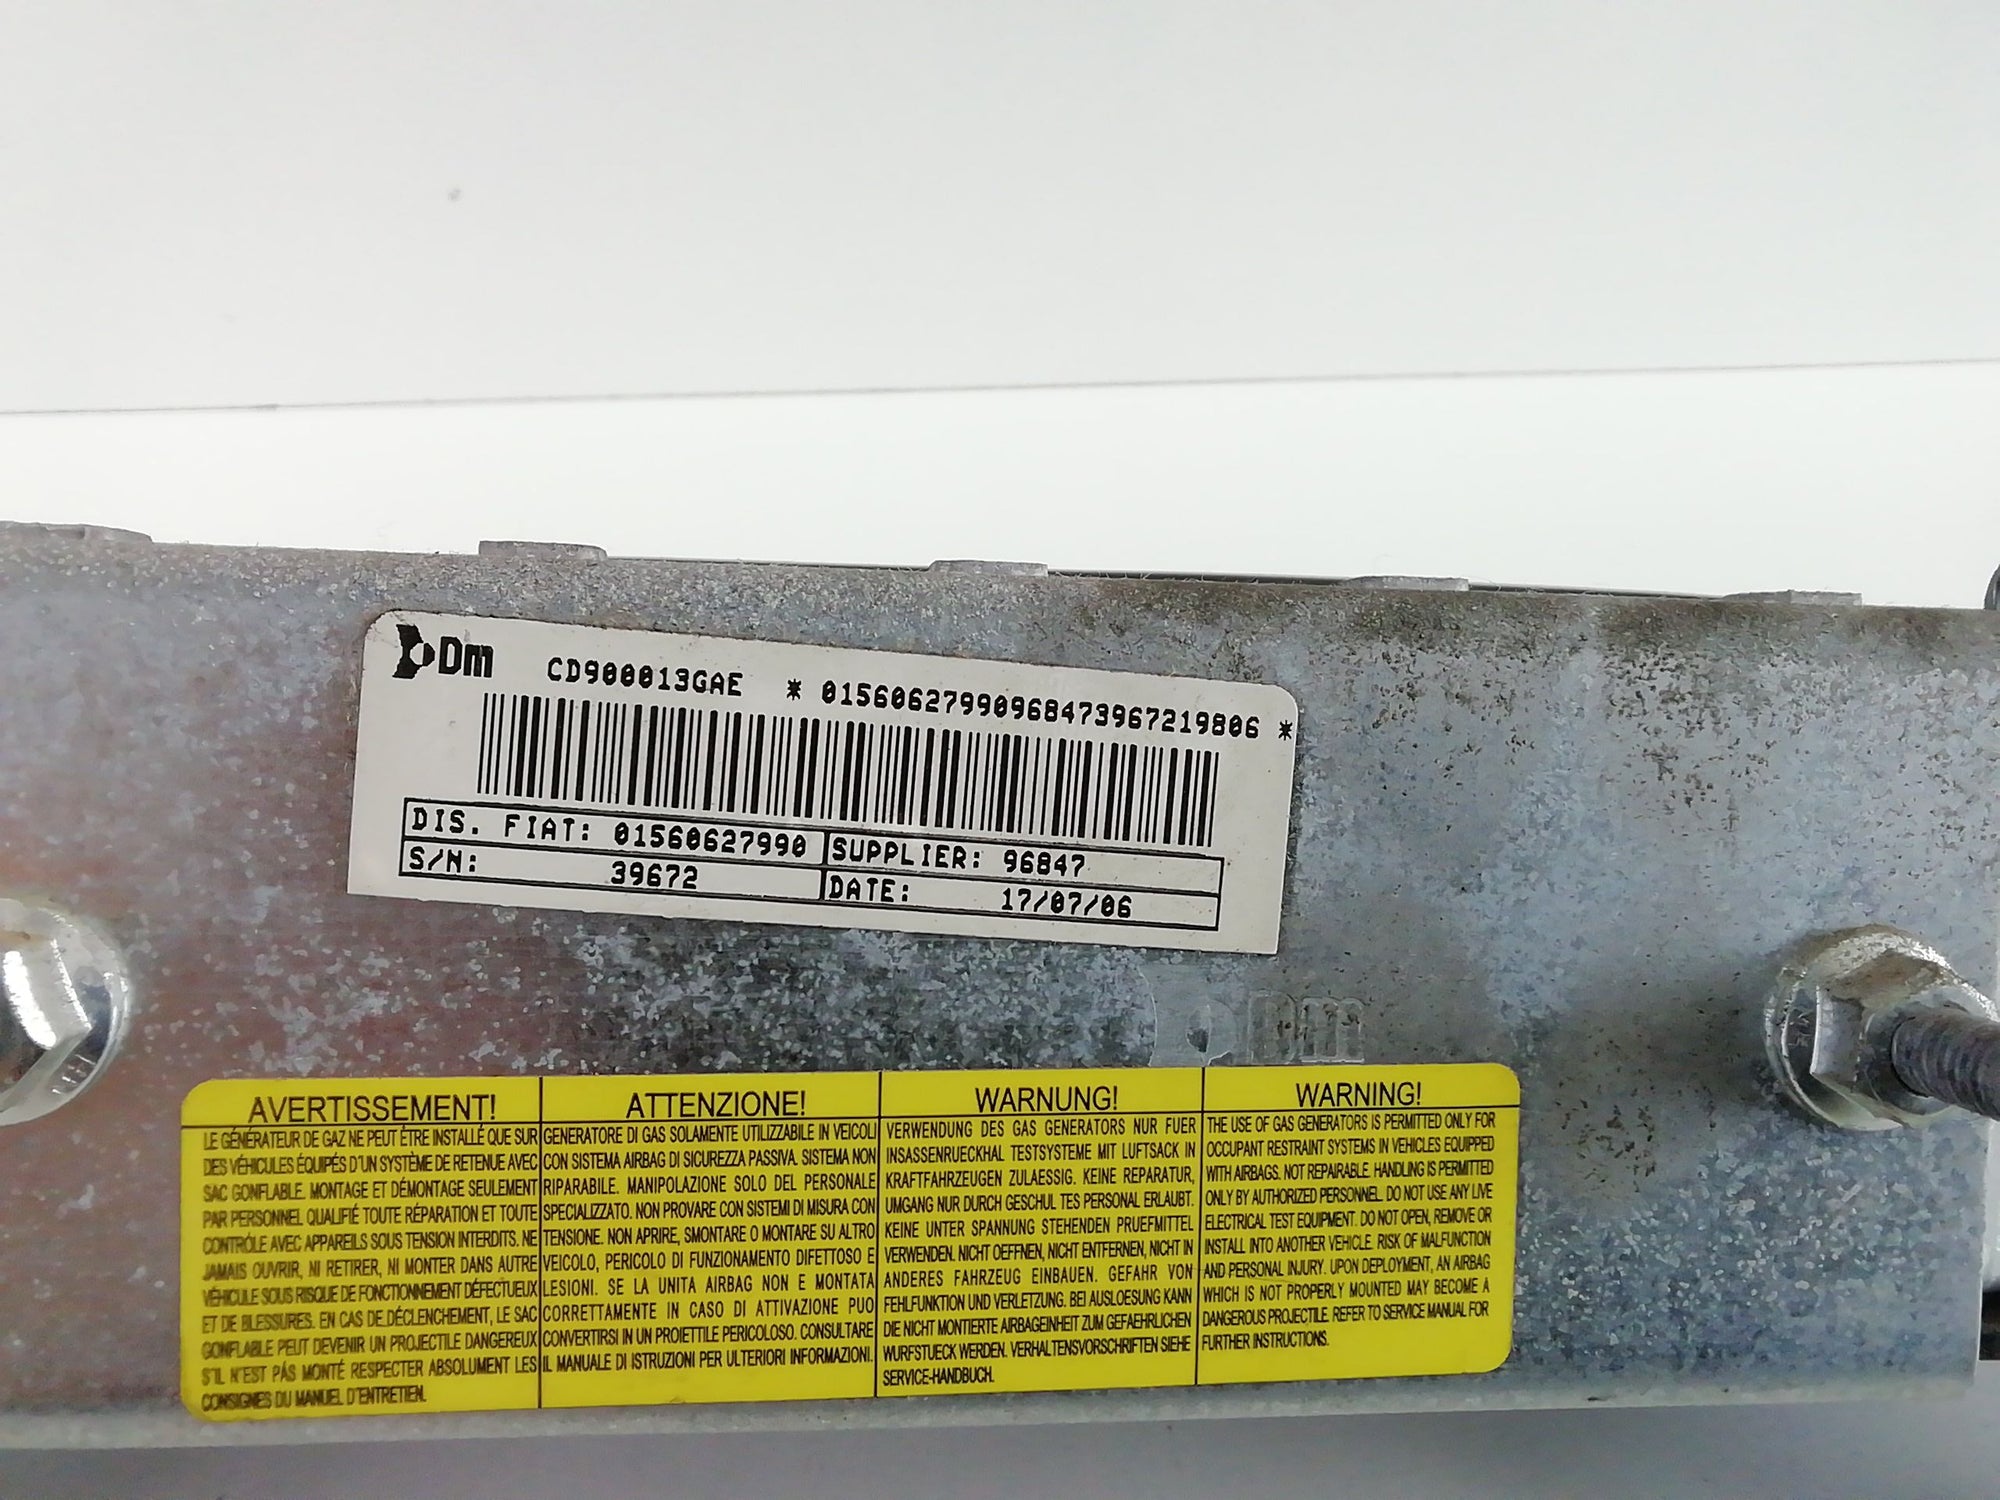 Dm CD900013GAE * 01560627990968473967219806 *
DIS. FIAT: 01560627990 SUPPLIER: 96847
S/N: 39672 DATE: 17/07/06
Dm
AVERTISSEMENT!
LE GÉNÉRATEUR DE GAZ NE PEUT ÊTRE INSTALLÉ QUE SUR
DES VÉHICULES ÉQUIPÉS D'UN SYSTÈME DE RETENUE AVEC
SAC GONFLABLE. MONTAGE ET DÉMONTAGE SEULEMENT
PAR PERSONNEL QUALIFIÉ TOUTE RÉPARATION ET TOUTE
CONTRÔLE AVEC APPAREILS SOUS TENSION INTERDITS. NE
JAMAIS OUVRIR, NI RETIRER, NI MONTER DANS AUTRE
VÉHICULE SOUS RISQUE DE FONCTIONNEMENT DÉFECTUEUX
ET DE BLESSURES. EN CAS DE DÉCLENCHEMENT, LE SAC
GONFLABLE PEUT DEVENIR UN PROJECTILE DANGEREUX
S'IL N'EST PÁS MONTÉ RESPECTER ABSOLUMENT LES
CONSIGNES DU MANUEL D'ENTRETIEN.
ATTENZIONE!
GENERATORE DI GAS SOLAMENTE UTILIZZABILE IN VEICOLI
CON SISTEMA AIRBAG DI SICUREZZA PASSIVA. SISTEMA NON
RIPARABILE. MANIPOLAZIONE SOLO DEL PERSONALE
SPECIALIZZATO. NON PROVARE CON SISTEMI DI MISURA CON
TENSIONE. NON APRIRE, SMONTARE O MONTARE SU ALTRO
VEICOLO, PERICOLO DI FUNZIONAMENTO DIFETTOSO E
LESIONI. SE LA UNITA AIRBAG NON E MONTATA
CORRETTAMENTE IN CASO DI ATTIVAZIONE PUO
CONVERTIRSI IN UN PROIETTILE PERICOLOSO. CONSULTARE
IL MANUALE DI ISTRUZIONI PER ULTERIORI INFORMAZIONI.
WARNUNG!
VERWENDUNG DES GAS GENERATORS NUR FUER
INSASSENRUECKHAL TESTSYSTEME MIT LUFTSACK IN
KRAFTFAHRZEUGEN ZULAESSIG. KEINE REPARATUR,
UMGANG NUR DURCH GESCHUL TES PERSONAL ERLAUBT.
KEINE UNTER SPANNUNG STEHENDEN PRUEFMITTEL
VERWENDEN. NICHT OEFFNEN, NICHT ENTFERNEN, NICHT IN
ANDERES FAHRZEUG EINBAUEN. GEFAHR VON
FEHLFUNKTION UND VERLETZUNG. BEI AUSLOESUNG KANN
DIE NICHT MONTIERTE AIRBAGEINHEIT ZUM GEFAEHRLICHEN
WURFSTUECK WERDEN. VERHALTENSVORSCHRIFTEN SIEHE
SERVICE-HANDBUCH.
WARNING!
THE USE OF GAS GENERATORS IS PERMITTED ONLY FOR
OCCUPANT RESTRAINT SYSTEMS IN VEHICLES EQUIPPED
WITH AIRBAGS. NOT REPAIRABLE. HANDLING IS PERMITTED
ONLY BY AUTHORIZED PERSONNEL. DO NOT USE ANY LIVE
ELECTRICAL TEST EQUIPMENT. DO NOT OPEN, REMOVE OR
INSTALL INTO ANOTHER VEHICLE. RISK OF MALFUNCTION
AND PERSONAL INJURY. UPON DEPLOYMENT, AN AIRBAG
WHICH IS NOT PROPERLY MOUNTED MAY BECOME A
DANGEROUS PROJECTILE. REFER TO SERVICE MANUAL FOR
FURTHER INSTRUCTIONS.